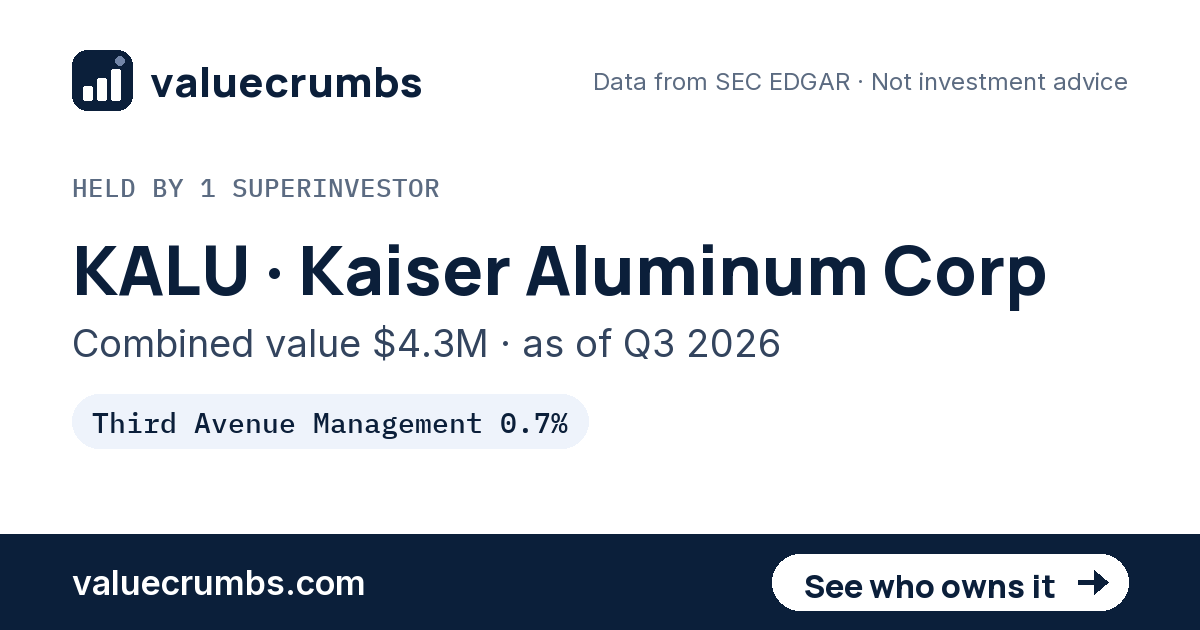 valuecrumbs
Data from SEC EDGAR · Not investment advice
HELD BY 1 SUPERINVESTOR
KALU · Kaiser Aluminum Corp
Combined value $4.3M · as of Q3 2026
Third Avenue Management 0.7%
valuecrumbs.com
See who owns it →